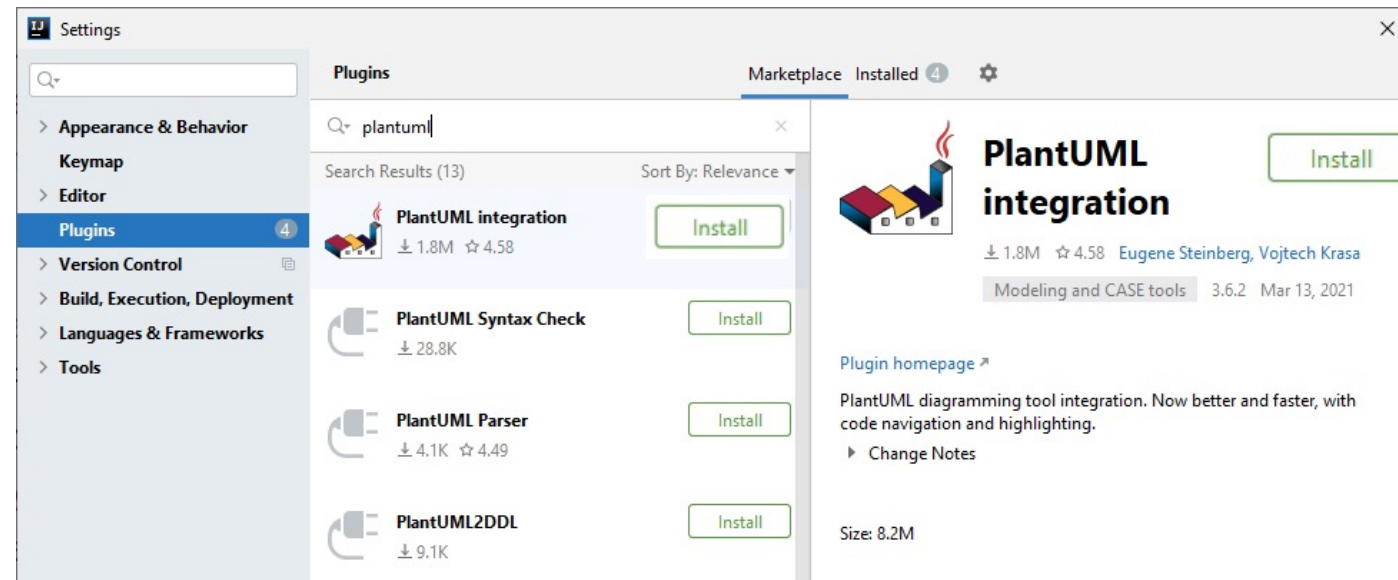 IJ
Settings
Appearance & Behavior
Keymap
Editor
Plugins 4
Version Control
Build, Execution, Deployment
Languages & Frameworks
Tools
Plugins
Marketplace Installed 4
plantuml
Search Results (13) Sort By: Relevance
PlantUML integration
1.8M 4.58
Install
PlantUML Syntax Check
28.8K
Install
PlantUML Parser
4.1K 4.49
Install
PlantUML2DDL
9.1K
Install
PlantUML
integration
Install
1.8M 4.58 Eugene Steinberg, Vojtech Krasa
Modeling and CASE tools 3.6.2 Mar 13, 2021
Plugin homepage
PlantUML diagramming tool integration. Now better and faster, with
code navigation and highlighting.
Change Notes
Size: 8.2M